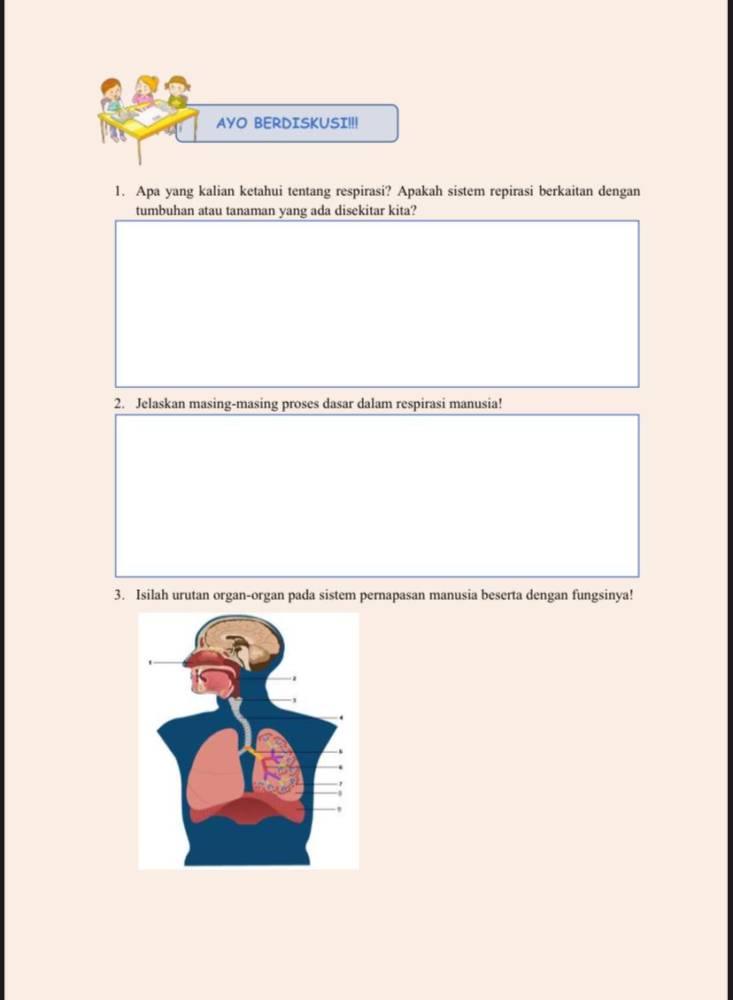 AYO BERDISKUSI!!!
1. Apa yang kalian ketahui tentang respirasi? Apakah sistem repirasi berkaitan dengan
tumbuhan atau tanaman yang ada disekitar kita?
2. Jelaskan masing-masing proses dasar dalam respirasi manusia!
3. Isilah urutan organ-organ pada sistem pernapasan manusia beserta dengan fungsinya!
1
2
3
4
5
6
7
8
9